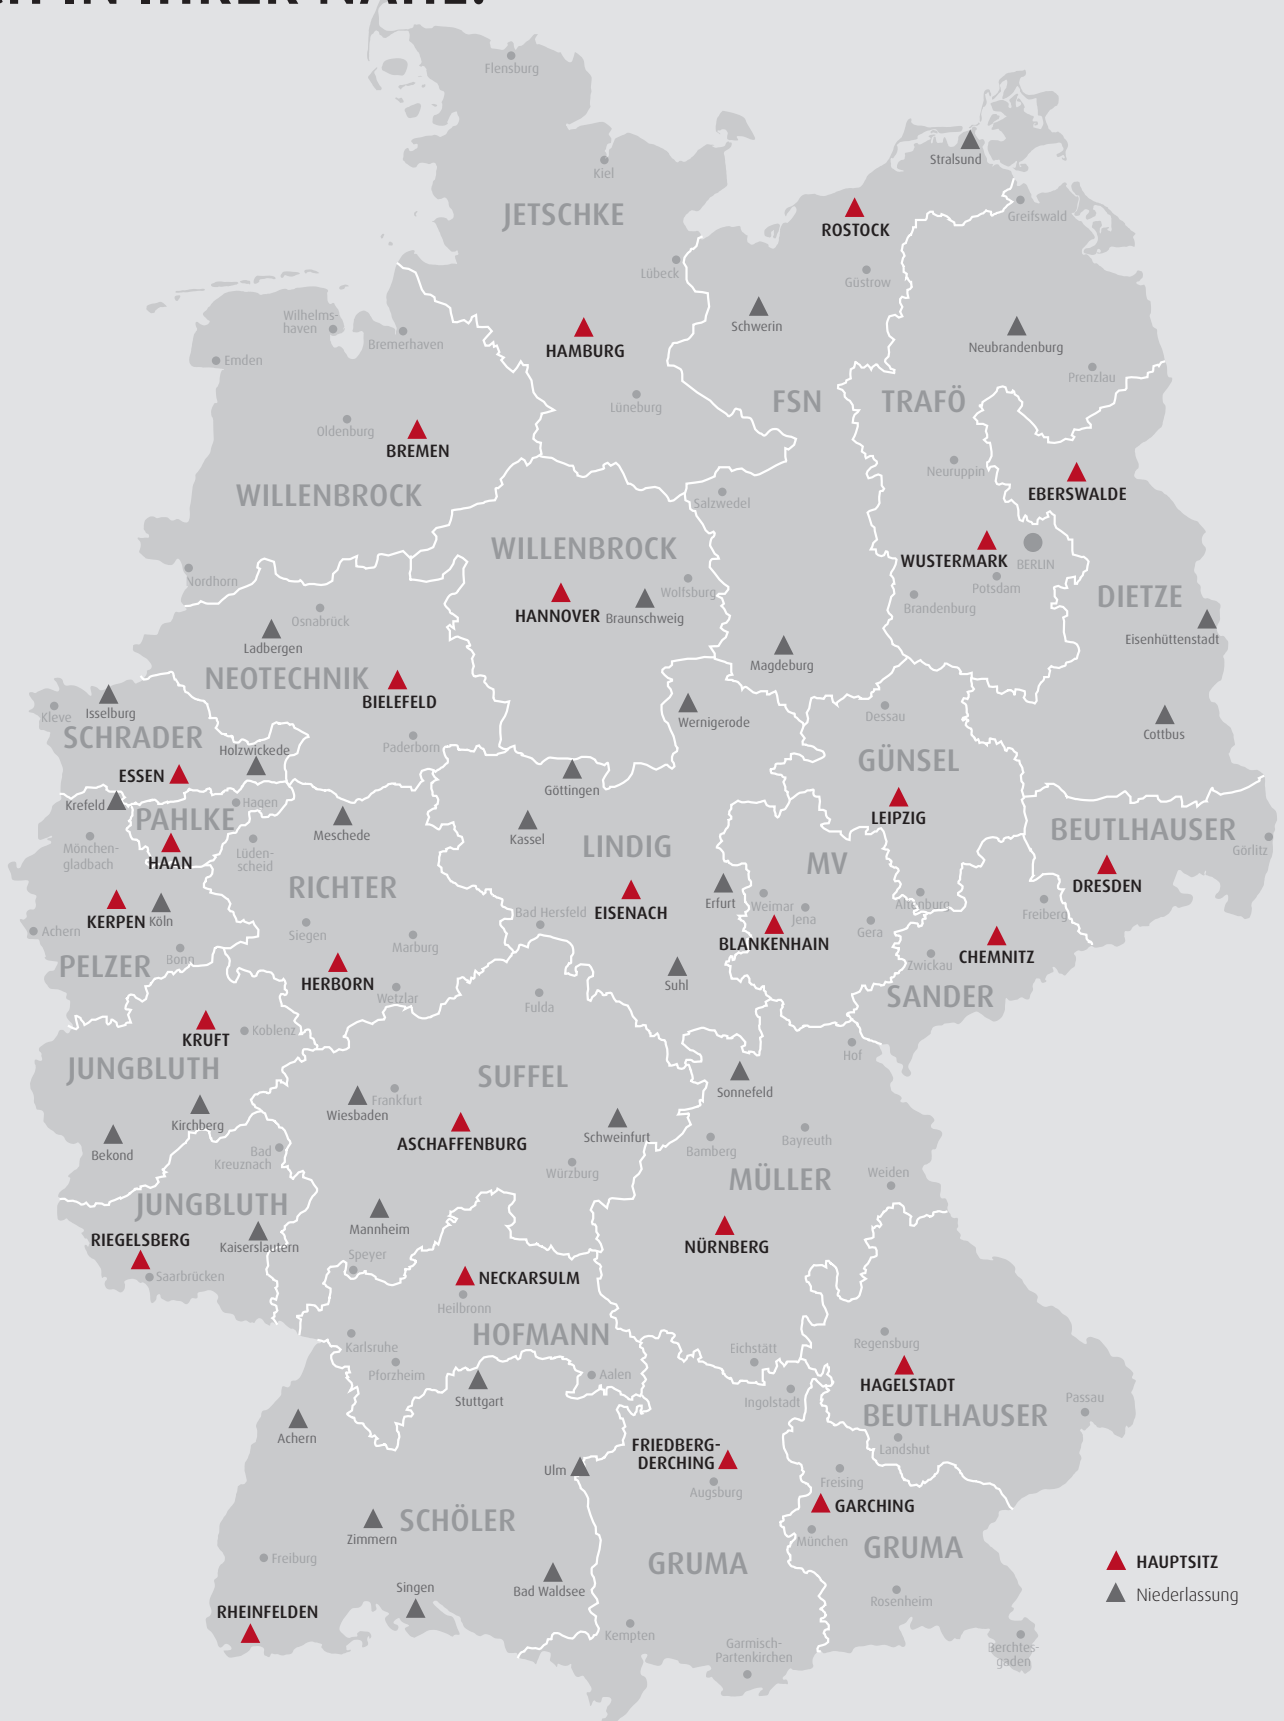 IN IHRER NÄHE.
Flensburg
Stralsund
Kiel
Greifswald
JETSCHKE
ROSTOCK
Lübeck
Güstrow
Wilhelms-
haven
Schwerin
Bremerhaven
Neubrandenburg
HAMBURG
Emden
Prenzlau
Lüneburg
FSN
TRAFÖ
Oldenburg
BREMEN
Neuruppin
WILLENBROCK
EBERSWALDE
Salzwedel
WILLENBROCK
WUSTERMARK
BERLIN
Nordhorn
Potsdam
Wolfsburg
DIETZE
HANNOVER
Braunschweig
Brandenburg
Osnabrück
Eisenhüttenstadt
Ladbergen
Magdeburg
NEOTECHNIK
BIELEFELD
Kleve
Isselburg
Wernigerode
Dessau
SCHRADER
Holzwickede
Paderborn
Cottbus
ESSEN
GÜNSEL
Göttingen
Krefeld
Hagen
PAHLKE
LEIPZIG
Meschede
Kassel
BEUTLHAUSER
Mönchen-
gladbach
HAAN
Lüden-
scheid
LINDIG
MV
Görlitz
RICHTER
DRESDEN
Erfurt
Weimar
Altenburg
KERPEN
Köln
Bad Hersfeld
EISENACH
Jena
Freiberg
Achern
Siegen
Marburg
BLANKENHAIN
Gera
Bonn
CHEMNITZ
PELZER
Zwickau
HERBORN
Suhl
Wetzlar
SANDER
Fulda
KRUFT
Koblenz
Hof
JUNGBLUTH
SUFFEL
Sonnefeld
Wiesbaden
Frankfurt
Kirchberg
ASCHAFFENBURG
Schweinfurt
Bayreuth
Bekond
Bad
Kreuznach
Bamberg
Würzburg
MÜLLER
Weiden
JUNGBLUTH
Mannheim
RIEGELSBERG
Kaiserslautern
NÜRNBERG
Speyer
Saarbrücken
NECKARSULM
Heilbronn
HOFMANN
Karlsruhe
Eichstätt
Regensburg
Pforzheim
Aalen
HAGELSTADT
Stuttgart
Ingolstadt
Passau
BEUTLHAUSER
Achern
FRIEDBERG-
DERCHING
Landshut
Ulm
Freising
Augsburg
GARCHING
SCHÖLER
Zimmern
München
GRUMA
Freiburg
GRUMA
HAUPTSITZ
Singen
Bad Waldsee
Niederlassung
Rosenheim
RHEINFELDEN
Kempten
Garmisch-
Partenkirchen
Berchtes-
gaden